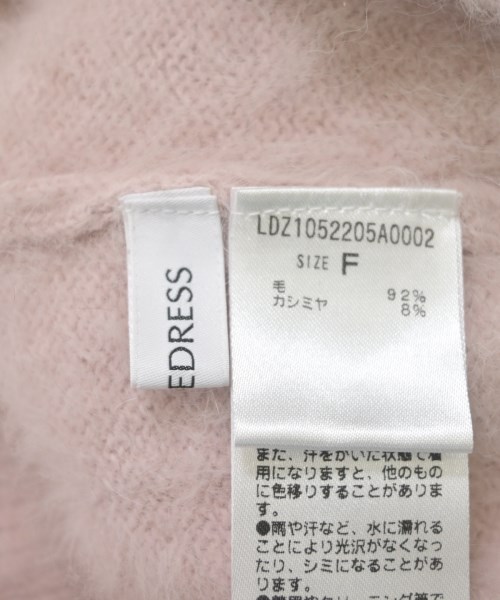 EDRESS
LDZ1052205A0002
SIZE F
毛 92%
カシミヤ 8%
また、汗をかいた状態で着
用になりますと、他のもの
に色移りすることがありま
す。
●雨や汗など、水に濡れる
ことにより光沢がなくなっ
たり、シミになることがあ
ります。